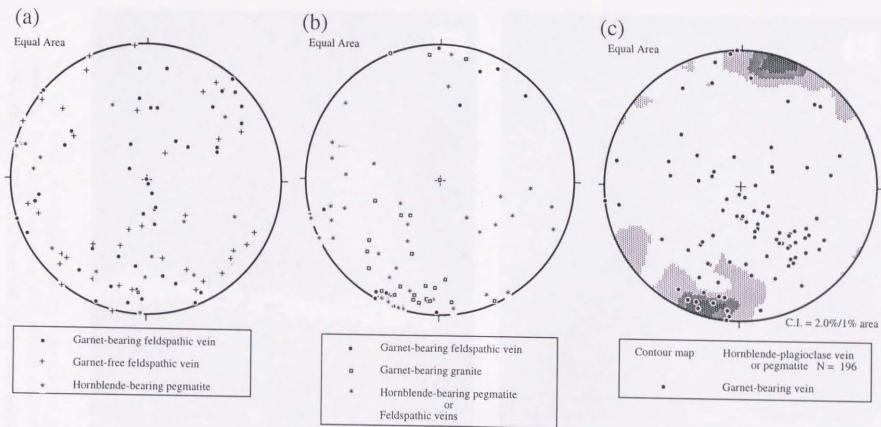 (a)
Equal Area
Garnet-bearing feldspathic vein
Garnet-free feldspathic vein
Hornblende-bearing pegmatite
(b)
Equal Area
Garnet-bearing feldspathic vein
Garnet-bearing granite
Hornblende-bearing pegmatite
or
Feldspathic veins
(c)
Equal Area
C.I. = 2.0%/1% area
Contour map Hornblende-plagioclase vein
or pegmatite N = 196
Garnet-bearing vein